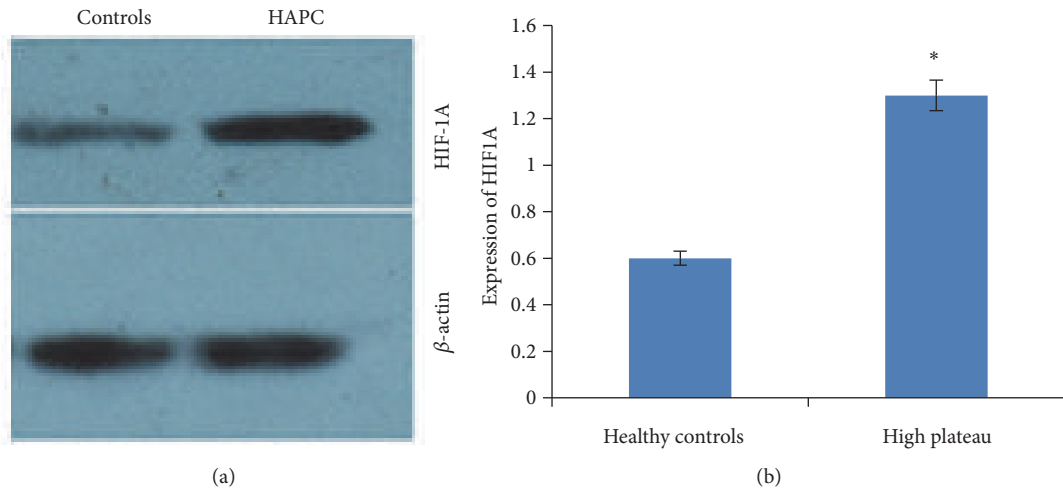 Controls HAPC
HIF-1A
β-actin
(a)
Expression of HIF1A
1.6
1.4
1.2
1
0.8
0.6
0.4
0.2
0
*
Healthy controls High plateau
(b)